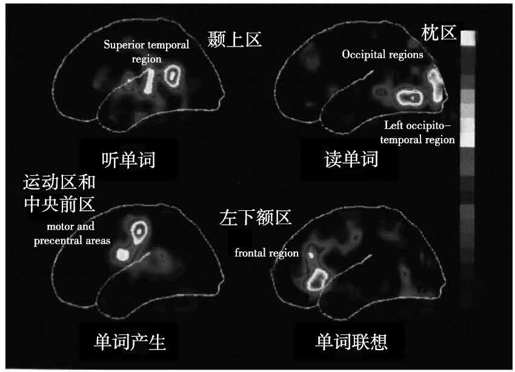 Superior temporal
region
颞上区
听单词
枕区
Occipital regions
Left occipito-
temporal region
读单词
运动区和
中央前区
motor and
precentral areas
单词产生
左下额区
frontal region
单词联想